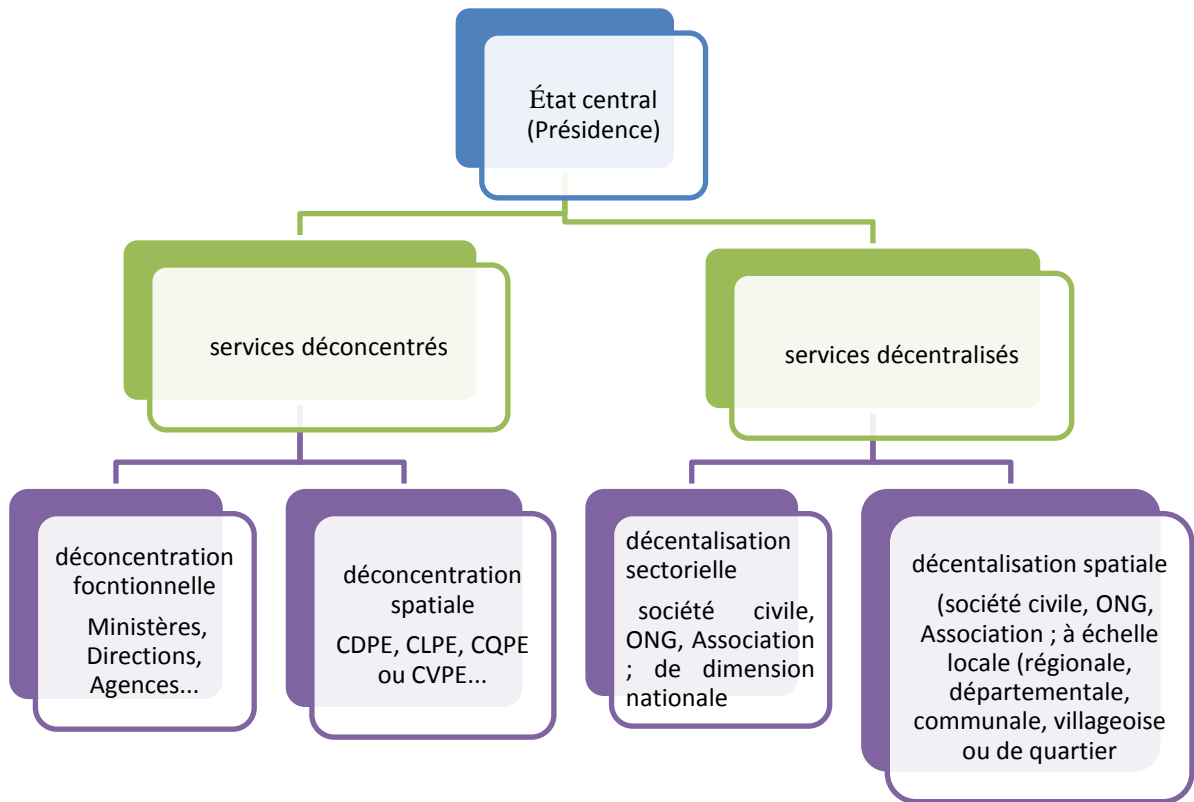 État central
(Présidence)
services déconcentrés
services décentralisés
déconcentration
focntionnelle
Ministères,
Directions,
Agences...
déconcentration
spatiale
CDPE, CLPE, CQPE
ou CVPE...
décentalisation
sectorielle
société civile,
ONG, Association
; de dimension
nationale
décentalisation spatiale
(société civile, ONG,
Association ; à échelle
locale (régionale,
départementale,
communale, villageoise
ou de quartier